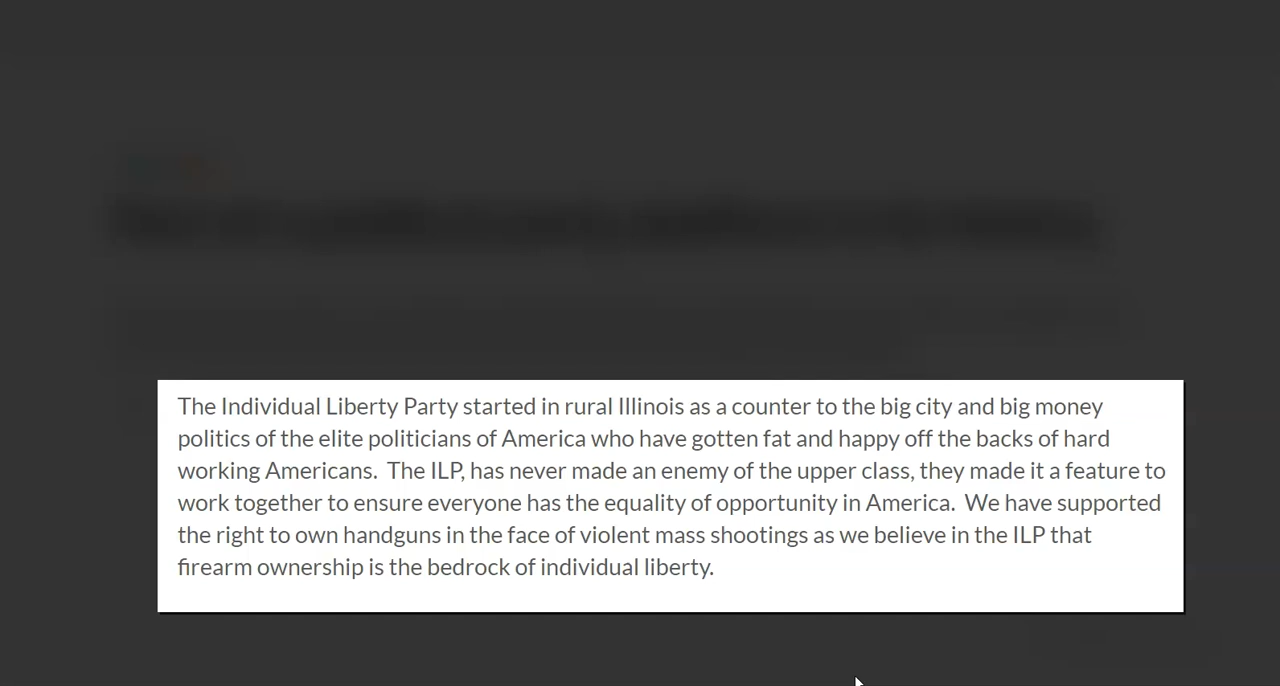 The Individual Liberty Party started in rural Illinois as a counter to the big city and big money
politics of the elite politicians of America who have gotten fat and happy off the backs of hard
working Americans.  The ILP, has never made an enemy of the upper class, they made it a feature to
work together to ensure everyone has the equality of opportunity in America.  We have supported
the right to own handguns in the face of violent mass shootings as we believe in the ILP that
firearm ownership is the bedrock of individual liberty.